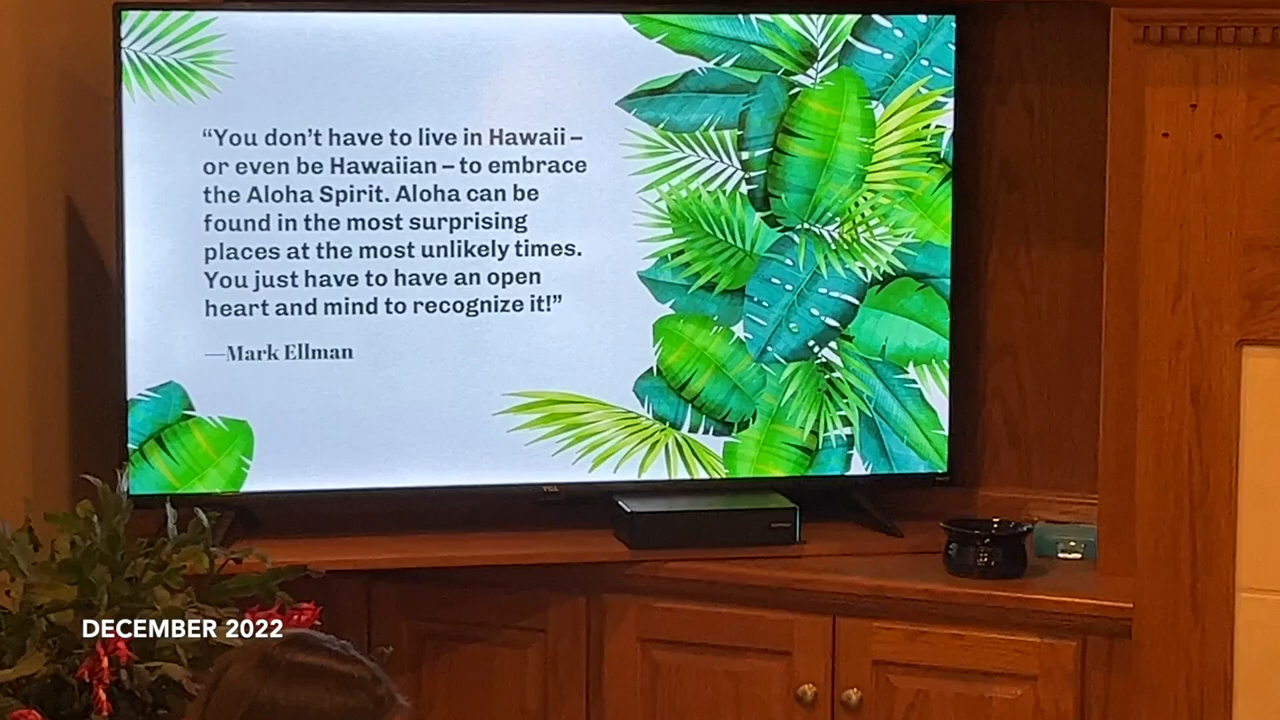 “You don’t have to live in Hawaii –
or even be Hawaiian – to embrace
the Aloha Spirit. Aloha can be
found in the most surprising
places at the most unlikely times.
You just have to have an open
heart and mind to recognize it!”
—Mark Ellman
TCL
DECEMBER 2022